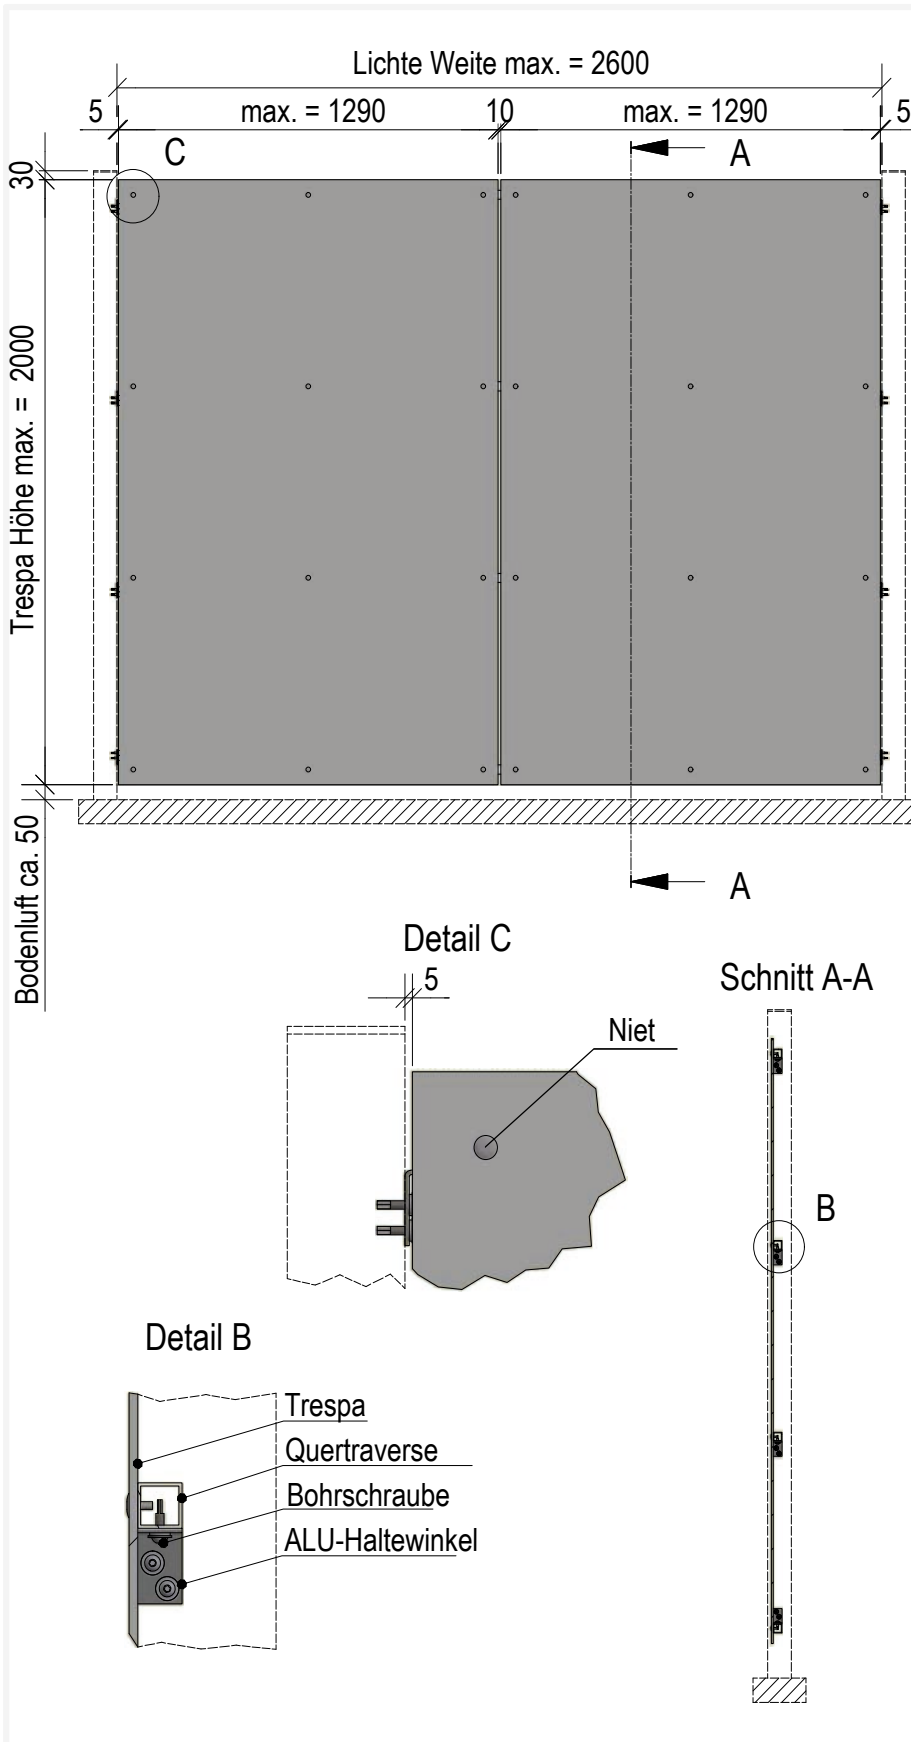 Lichte Weite max. = 2600
5
max. = 1290
10
max. = 1290
5
C
A
30
Trespa Höhe max. = 2000
Bodenluft ca. 50
A
Detail C
5
Niet
Schnitt A-A
B
Detail B
Trespa
Quertraverse
Bohrschraube
ALU-Haltewinkel